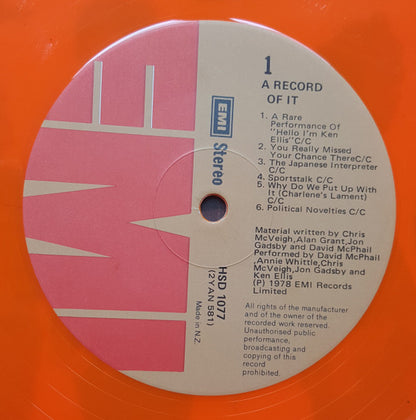 1
A RECORD
OF IT
EMI
Stereo
1. A Rare
Performance Of
"Hello I'm Ken
Ellis"C/C
2. You Really Missed
Your Chance ThereC/C
3. The Japanese Interpreter
C/C
4. Sportstalk C/C
5. Why Do We Put Up With
It (Charlene's Lament)
C/C
6. Political Novelties C/C
HSD 1077
(2YAN 581)
Made in N.Z.
Material written by Chris
McVeigh,Alan Grant,Jon
Gadsby and David McPhail
Performed by David McPhail
,Annie Whittle,Chris
McVeigh,Jon Gadsby and
Ken Ellis
(P) 1978 EMI Records
Limited
All rights of the manufacturer
and of the owner of the
recorded work reserved.
Unauthorised public
performance,
broadcasting and
copying of this
record
prohibited.